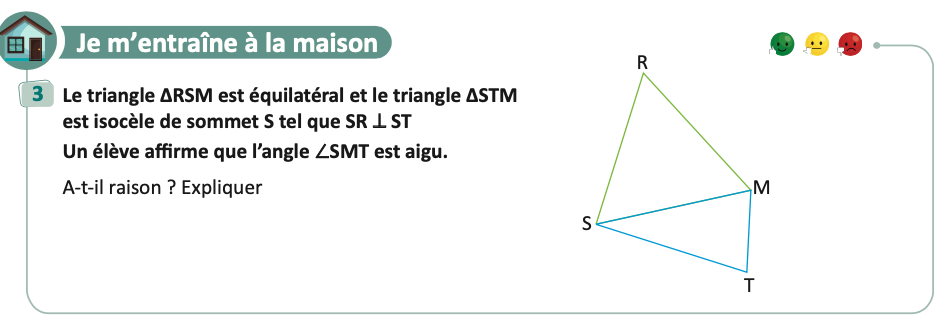 Je m’entraîne à la maison
3 Le triangle ΔRSM est équilatéral et le triangle ΔSTM
est isocèle de sommet S tel que SR ⊥ ST
Un élève affirme que l’angle ∠SMT est aigu.
A-t-il raison ? Expliquer
R
M
S
T